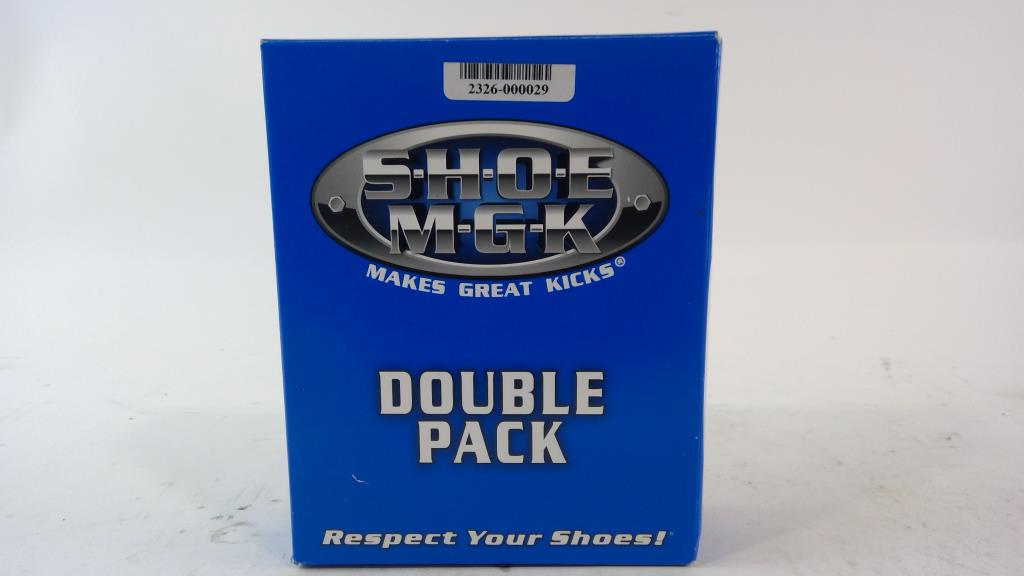 2326-000029
S·H·O·E
M·G·K
MAKES GREAT KICKS®
DOUBLE
PACK
Respect Your Shoes!